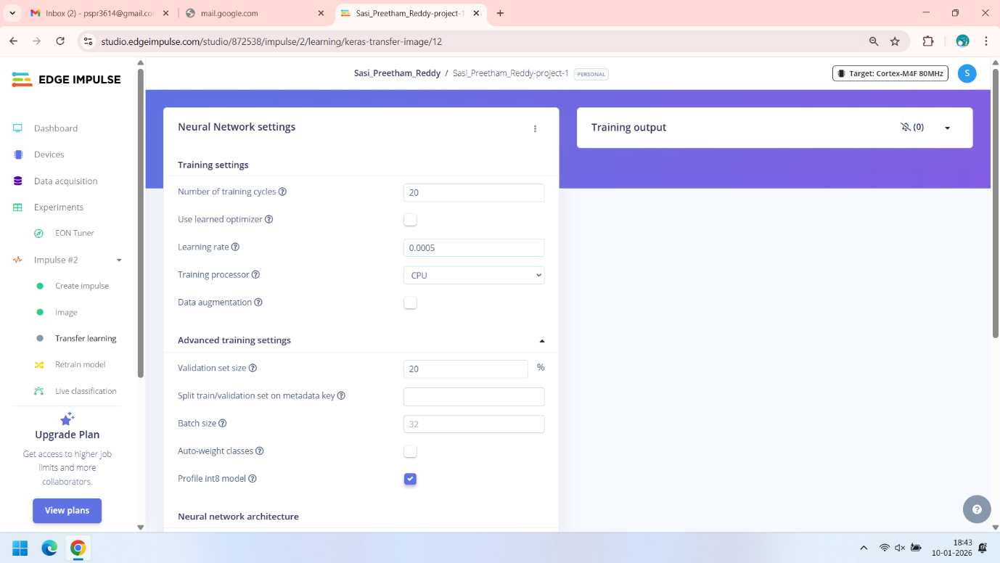 Inbox (2) - pspr3614@gmail.co
mail.google.com
Sasi_Preetham_Reddy-project-1
studio.edgeimpulse.com/studio/872538/impulse/2/learning/keras-transfer-image/12
EDGE IMPULSE
Sasi_Preetham_Reddy / Sasi_Preetham_Reddy-project-1 PERSONAL
Target: Cortex-M4F 80MHz
S
Dashboard
Devices
Data acquisition
Experiments
EON Tuner
Impulse #2
Create impulse
Image
Transfer learning
Retrain model
Live classification
Upgrade Plan
Get access to higher job
limits and more
collaborators.
View plans
Neural Network settings
Training settings
Number of training cycles ? 20
Use learned optimizer ?
Learning rate ? 0.0005
Training processor ? CPU
Data augmentation ?
Advanced training settings
Validation set size ? 20 %
Split train/validation set on metadata key ?
Batch size ? 32
Auto-weight classes ?
Profile int8 model ?
Neural network architecture
Training output (0)
?
18:43
10-01-2026